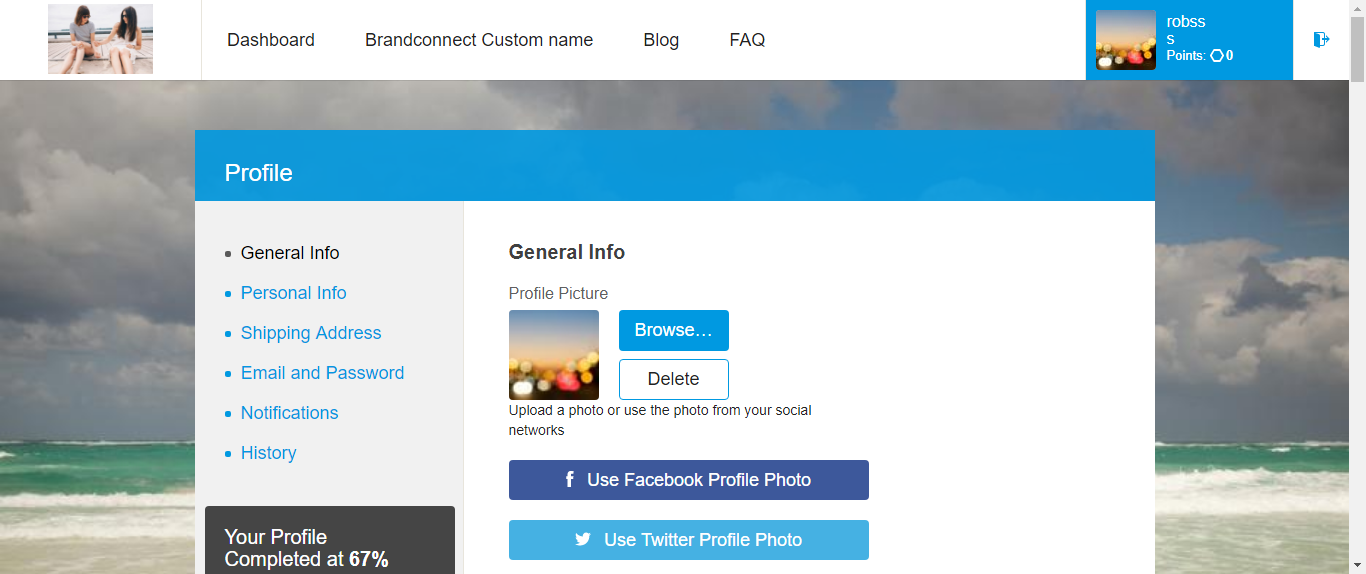 Dashboard
Brandconnect Custom name
Blog
FAQ
robss
s
Points: 0
Profile
General Info
Personal Info
Shipping Address
Email and Password
Notifications
History
Your Profile
Completed at 67%
General Info
Profile Picture
Browse...
Delete
Upload a photo or use the photo from your social
networks
Use Facebook Profile Photo
Use Twitter Profile Photo